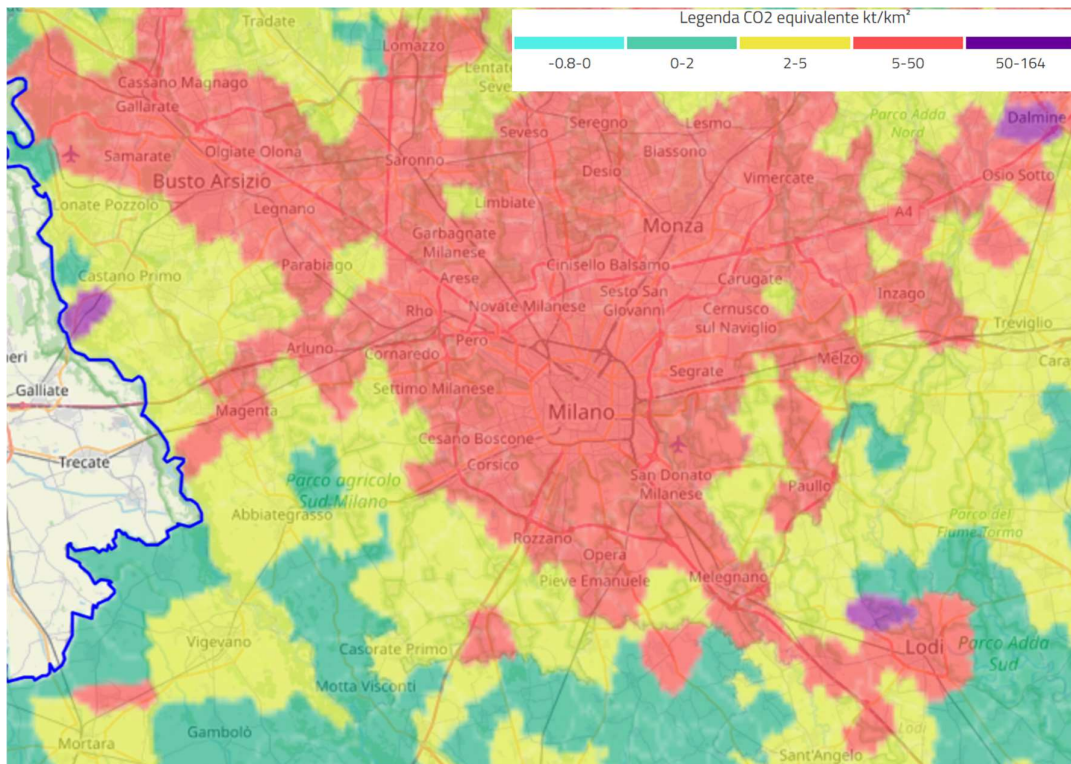 Legenda CO2 equivalente kt/km²
-0.8-0
0-2
2-5
5-50
50-164
Tradate
Lomazzo
Cassano Magnago
Gallarate
Dalmine
Parco Adda
Nord
Seveso
Seregno
Lesmo
Samarate
Olgiate Olona
Saronno
Biassono
Busto Arsizio
Desio
Vimercate
Osio Sotto
Lonate Pozzolo
Legnano
Limbiate
Monza
A4
Garbagnate
Milanese
Castano Primo
Parabiago
Arese
Cinisello Balsamo
Carugate
Sesto San
Giovanni
Inzago
Rho
Novate Milanese
Cernusco
sul Naviglio
Treviglio
Pero
Arluno
Cornaredo
Melzo
Galliate
Settimo Milanese
Segrate
Magenta
Milano
Cesano Boscone
Trecate
Corsico
San Donato
Milanese
Parco agricolo
Sud Milano
Paullo
Abbiategrasso
Parco del
Fiume Tormo
Rozzano
Opera
Pieve Emanuele
Melegnano
Vigevano
Casorate Primo
Lodi
Parco Adda
Sud
Motta Visconti
Gambolò
Lodi
Mortara
Sant'Angelo